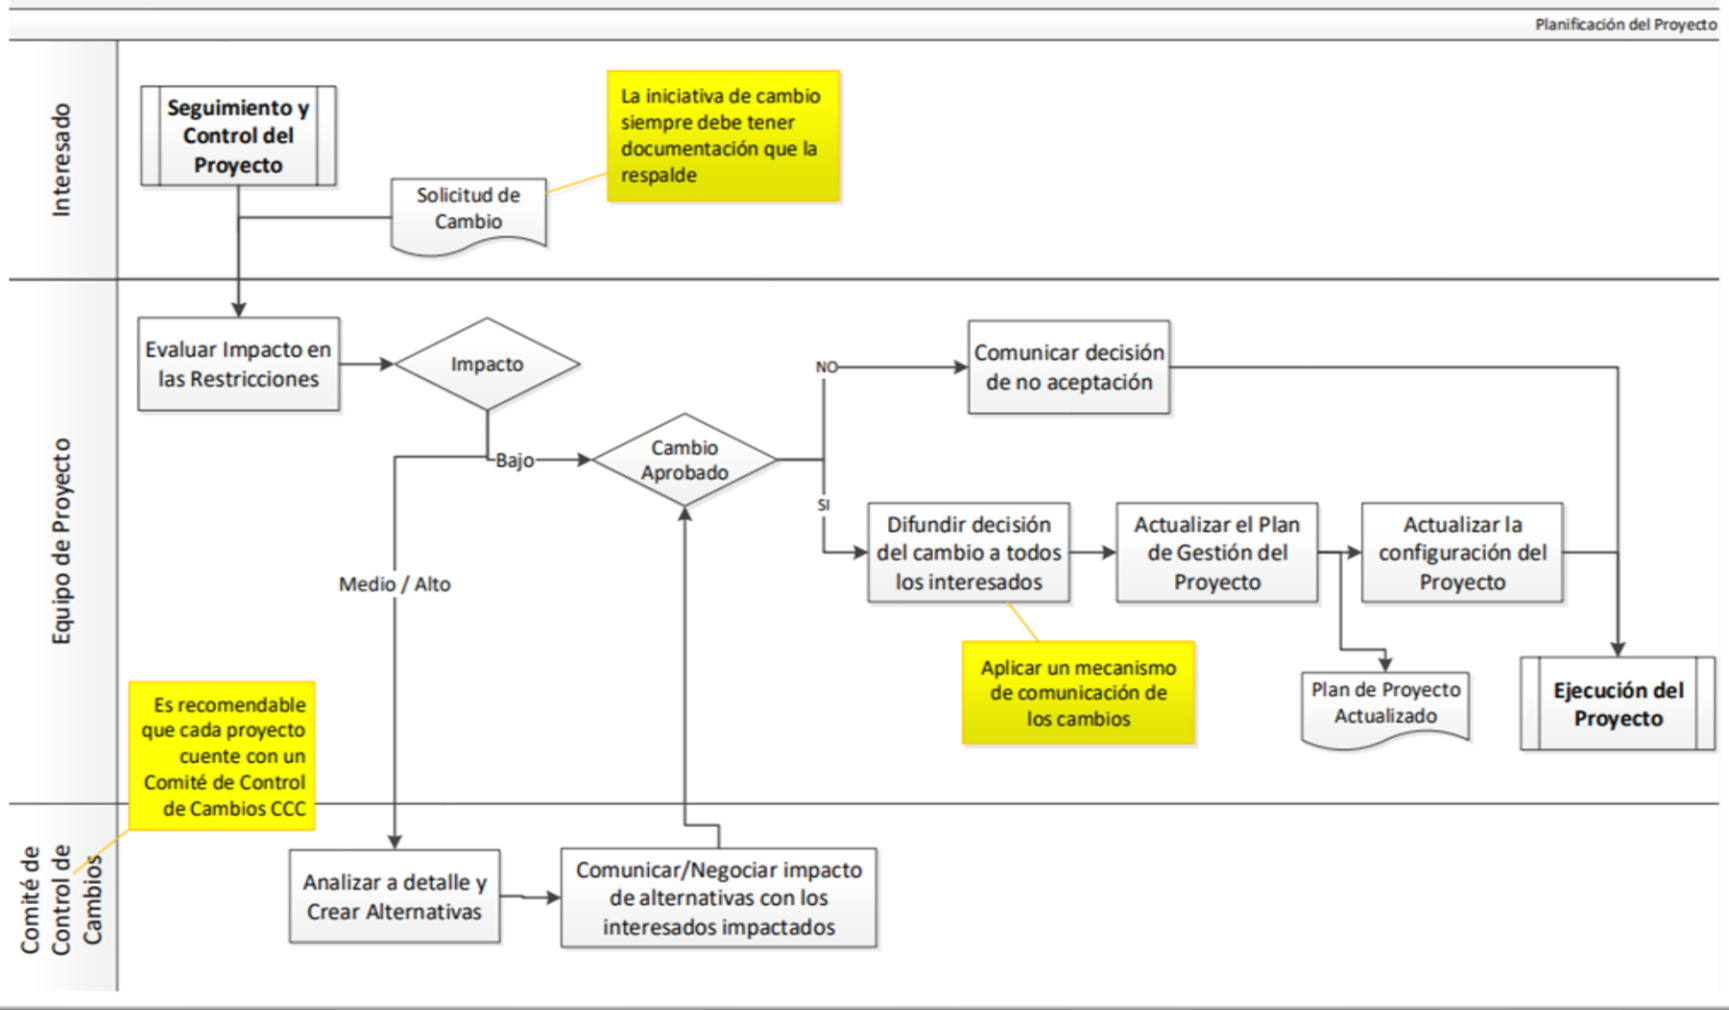 Planificación del Proyecto
Interesado
Seguimiento y
Control del
Proyecto
Solicitud de
Cambio
La iniciativa de cambio
siempre debe tener
documentación que la
respalde
Equipo de Proyecto
Evaluar Impacto en
las Restricciones
Impacto
Bajo
Medio / Alto
Cambio
Aprobado
NO
SI
Comunicar decisión
de no aceptación
Difundir decisión
del cambio a todos
los interesados
Actualizar el Plan
de Gestión del
Proyecto
Actualizar la
configuración del
Proyecto
Aplicar un mecanismo
de comunicación de
los cambios
Plan de Proyecto
Actualizado
Ejecución del
Proyecto
Es recomendable
que cada proyecto
cuente con un
Comité de Control
de Cambios CCC
Comité de
Control de
Cambios
Analizar a detalle y
Crear Alternativas
Comunicar/Negociar impacto
de alternativas con los
interesados impactados